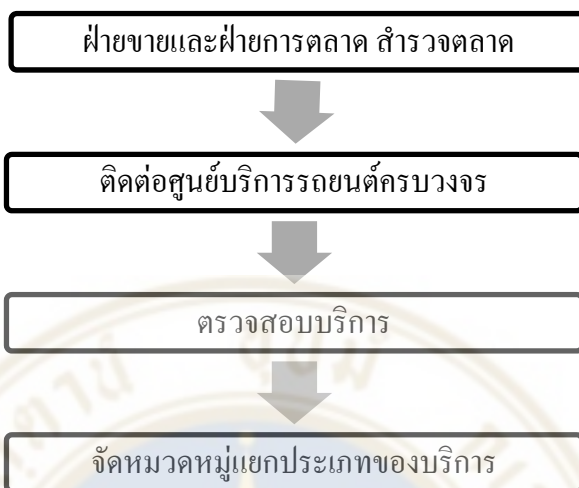 ฝ่ายขายและฝ่ายการตลาด สำรวจตลาด
ติดต่อศูนย์บริการรถยนต์ครบวงจร
ตรวจสอบบริการ
จัดหมวดหมู่แยกประเภทของบริการ